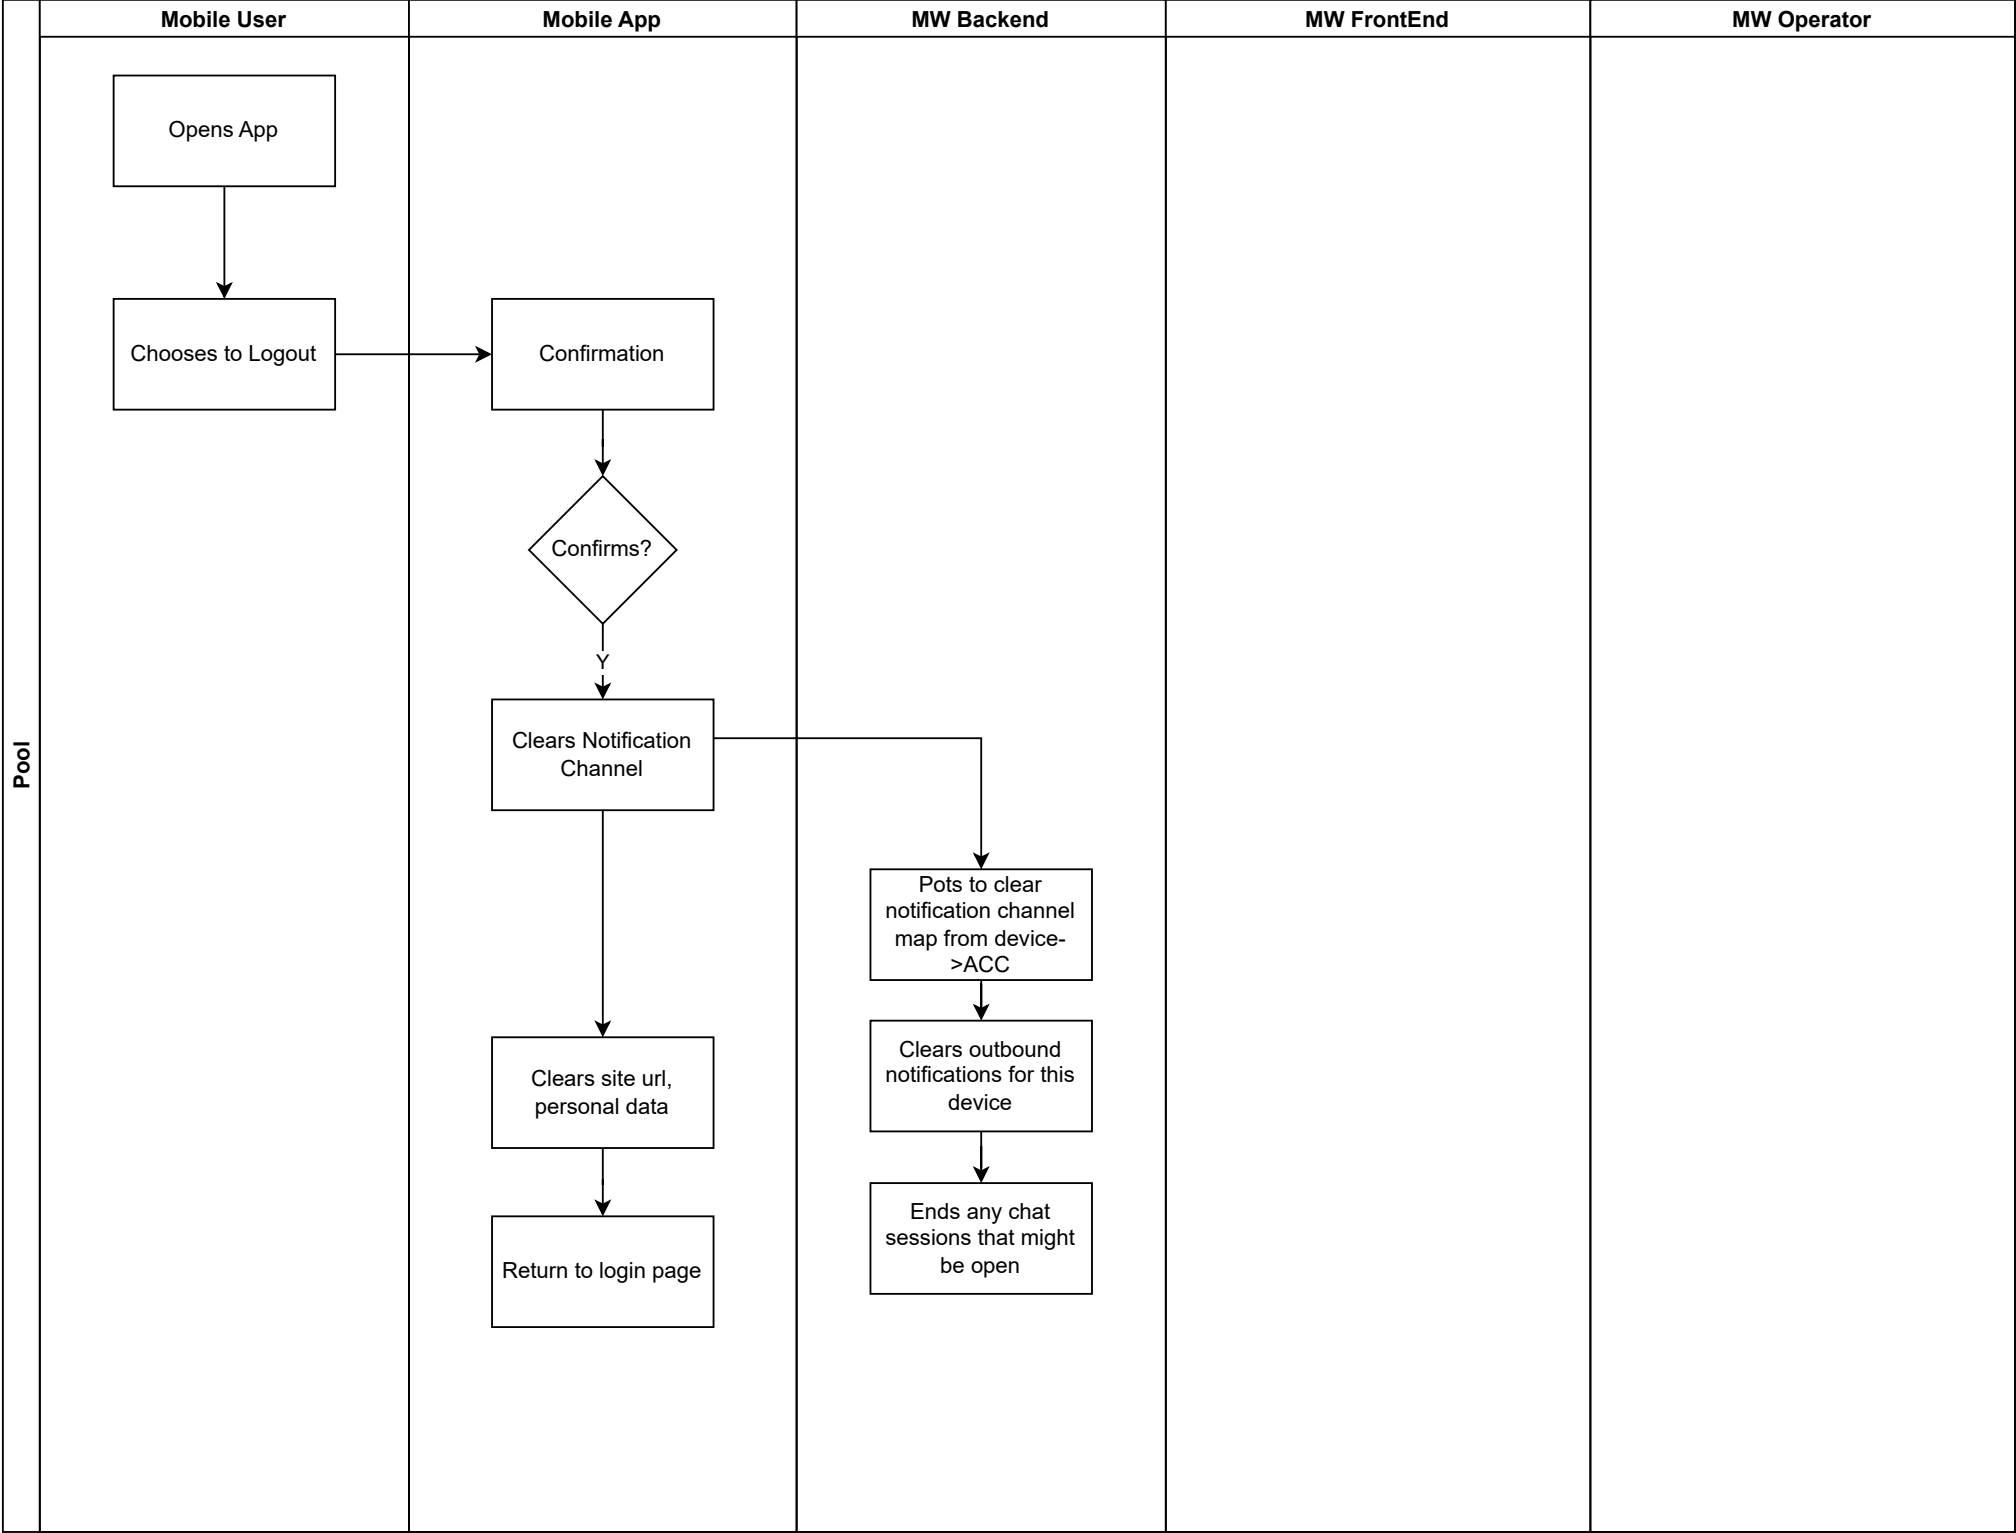 Mobile User
Mobile App
MW Backend
MW FrontEnd
MW Operator
Pool
Opens App
Chooses to Logout
Confirmation
Confirms?
Y
Clears Notification
Channel
Pots to clear
notification channel
map from device-
>ACC
Clears outbound
notifications for this
device
Clears site url,
personal data
Ends any chat
sessions that might
be open
Return to login page